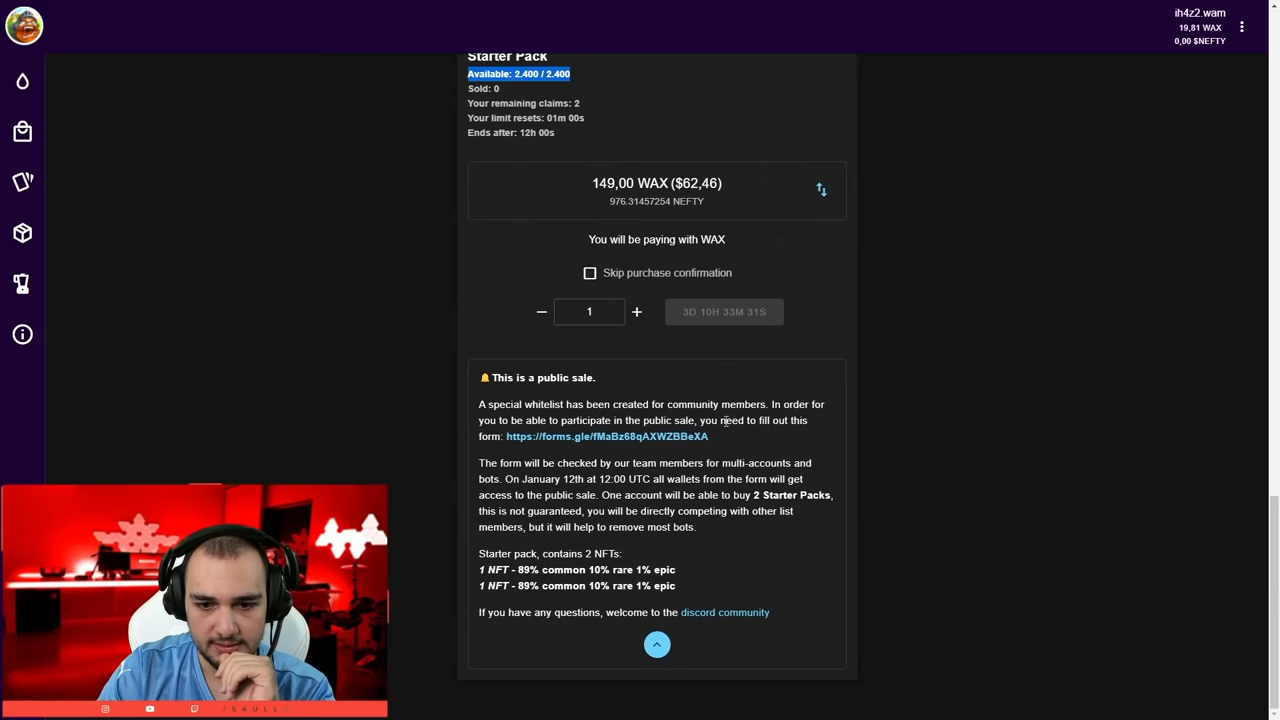 ih4z2.wam
19,81 WAX
0,00 $NEFTY
Starter Pack
Available: 2.400 / 2.400
Sold: 0
Your remaining claims: 2
Your limit resets: 01m 00s
Ends after: 12h 00s
149,00 WAX ($62,46)
976.31457254 NEFTY
You will be paying with WAX
Skip purchase confirmation
1
3D 10H 33M 31S
This is a public sale.
A special whitelist has been created for community members. In order for
you to be able to participate in the public sale, you need to fill out this
form: https://forms.gle/fMaBz68qAXWZBBeXA
The form will be checked by our team members for multi-accounts and
bots. On January 12th at 12:00 UTC all wallets from the form will get
access to the public sale. One account will be able to buy 2 Starter Packs,
this is not guaranteed, you will be directly competing with other list
members, but it will help to remove most bots.
Starter pack, contains 2 NFTs:
1 NFT - 89% common 10% rare 1% epic
1 NFT - 89% common 10% rare 1% epic
If you have any questions, welcome to the discord community